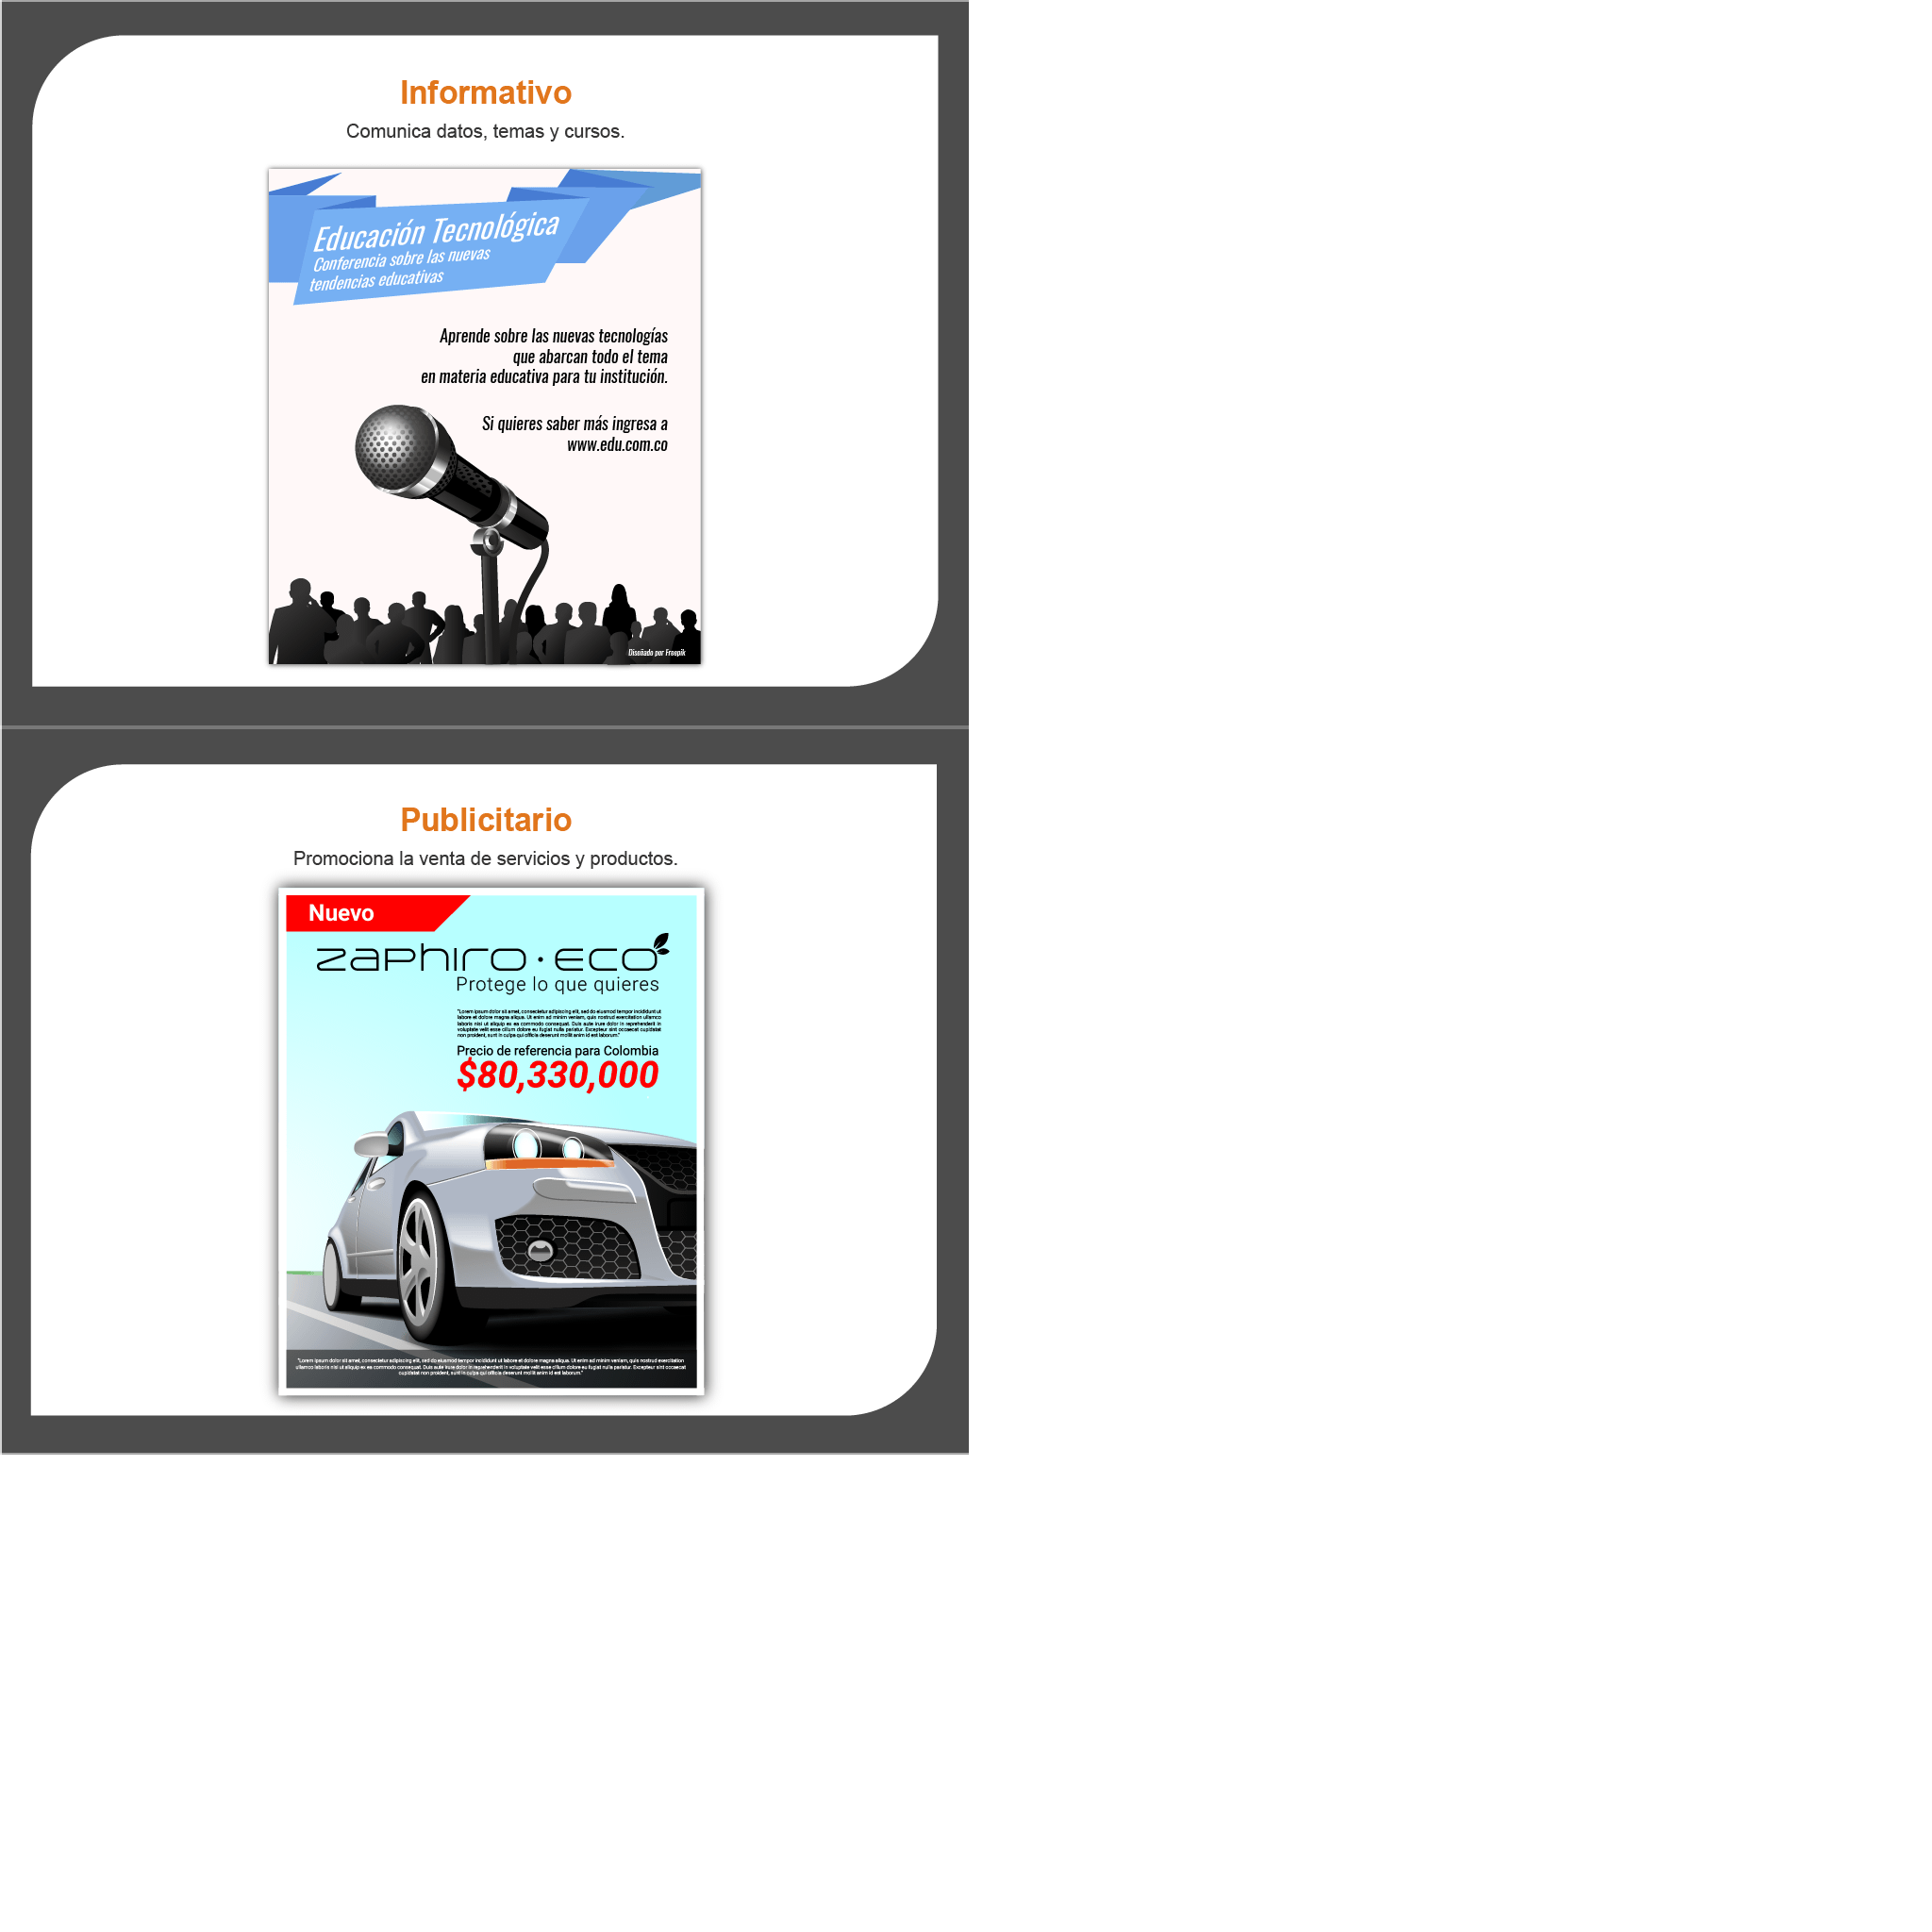 Informativo
Comunica datos, temas y cursos.
Educación Tecnológica
Conferencia sobre las nuevas
tendencias educativas
Aprende sobre las nuevas tecnologías
que abarcan todo el tema
en materia educativa para tu institución.
Si quieres saber más ingresa a
www.edu.com.co
Diseñado por Freepik
Publicitario
Promociona la venta de servicios y productos.
Nuevo
zaphiro · eco
Protege lo que quieres
"Lorem ipsum dolor sit amet, consectetur adipiscing elit, sed do eiusmod tempor incididunt ut
labore et dolore magna aliqua. Ut enim ad minim veniam, quis nostrud exercitation ullamco
laboris nisi ut aliquip ex ea commodo consequat. Duis aute irure dolor in reprehenderit in
voluptate velit esse cillum dolore eu fugiat nulla pariatur. Excepteur sint occaecat cupidatat
non proident, sunt in culpa qui officia deserunt mollit anim id est laborum."
Precio de referencia para Colombia
$80,330,000
"Lorem ipsum dolor sit amet, consectetur adipiscing elit, sed do eiusmod tempor incididunt ut labore et dolore magna aliqua. Ut enim ad minim veniam, quis nostrud exercitation
ullamco laboris nisi ut aliquip ex ea commodo consequat. Duis aute irure dolor in reprehenderit in voluptate velit esse cillum dolore eu fugiat nulla pariatur. Excepteur sint occaecat
cupidatat non proident, sunt in culpa qui officia deserunt mollit anim id est laborum."